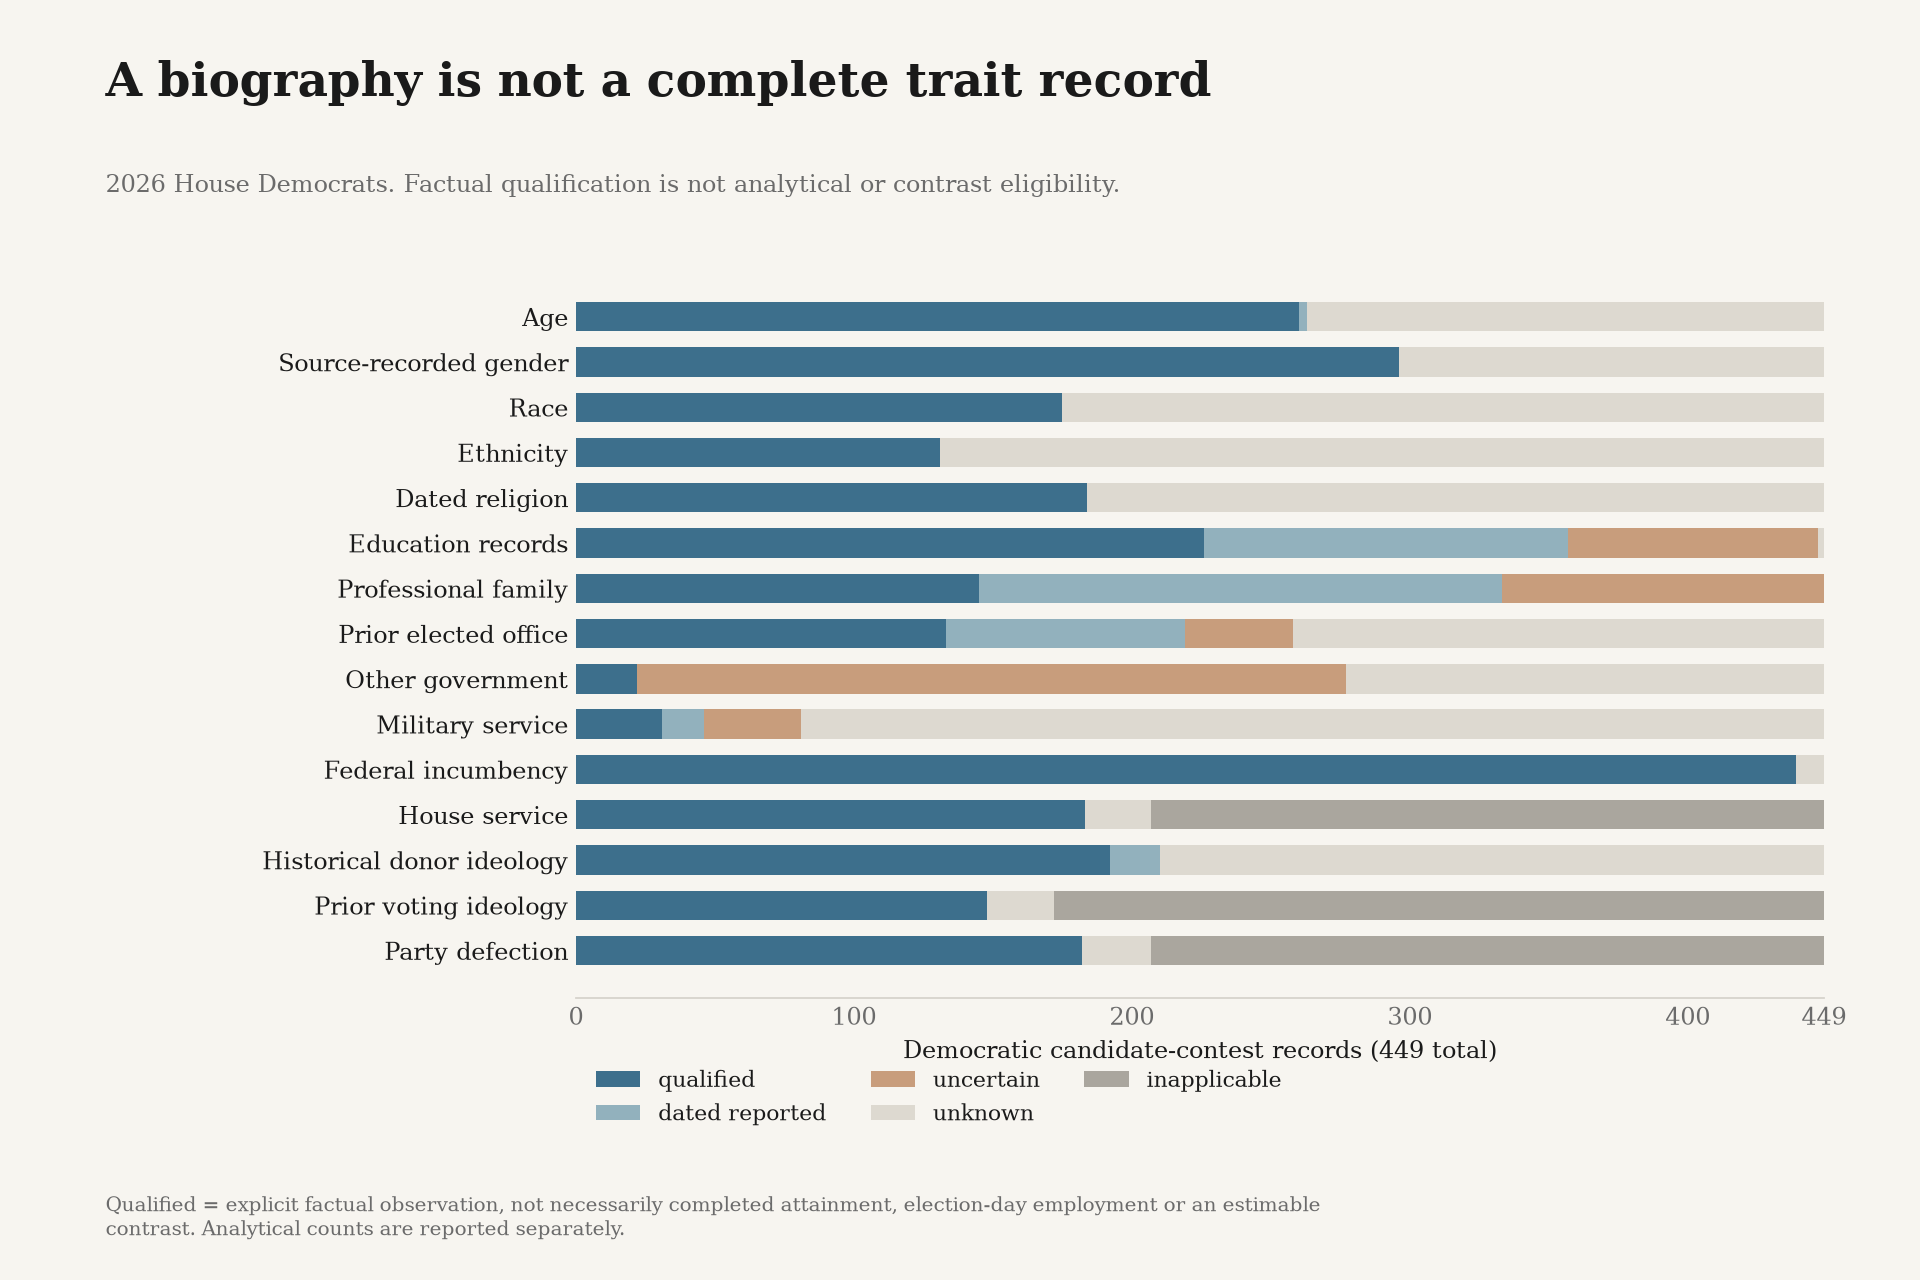 A biography is not a complete trait record
2026 House Democrats. Factual qualification is not analytical or contrast eligibility.
Age
Source-recorded gender
Race
Ethnicity
Dated religion
Education records
Professional family
Prior elected office
Other government
Military service
Federal incumbency
House service
Historical donor ideology
Prior voting ideology
Party defection
0 100 200 300 400 449
Democratic candidate-contest records (449 total)
qualified uncertain inapplicable
dated reported unknown
Qualified = explicit factual observation, not necessarily completed attainment, election-day employment or an estimable
contrast. Analytical counts are reported separately.